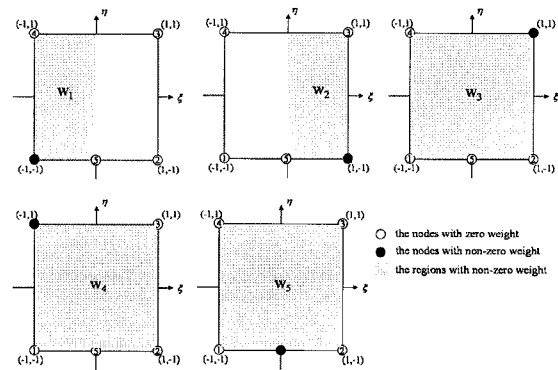 η
(-1,1) (1,1)
④ ③
W₁
ξ
⑤ ②
(-1,-1) (1,-1)
η
(-1,1)
④
W₂
ξ
① ⑤
(-1,-1) (1,-1)
η
(-1,1) (1,1)
④
W₃
ξ
① ⑤ ②
(-1,-1) (1,-1)
η
(-1,1) (1,1)
③
W₄
ξ
① ⑤ ②
(-1,-1) (1,-1)
η
(-1,1) (1,1)
④ ③
W₅
ξ
① ②
(-1,-1) (1,-1)
the nodes with zero weight
the nodes with non-zero weight
the regions with non-zero weight